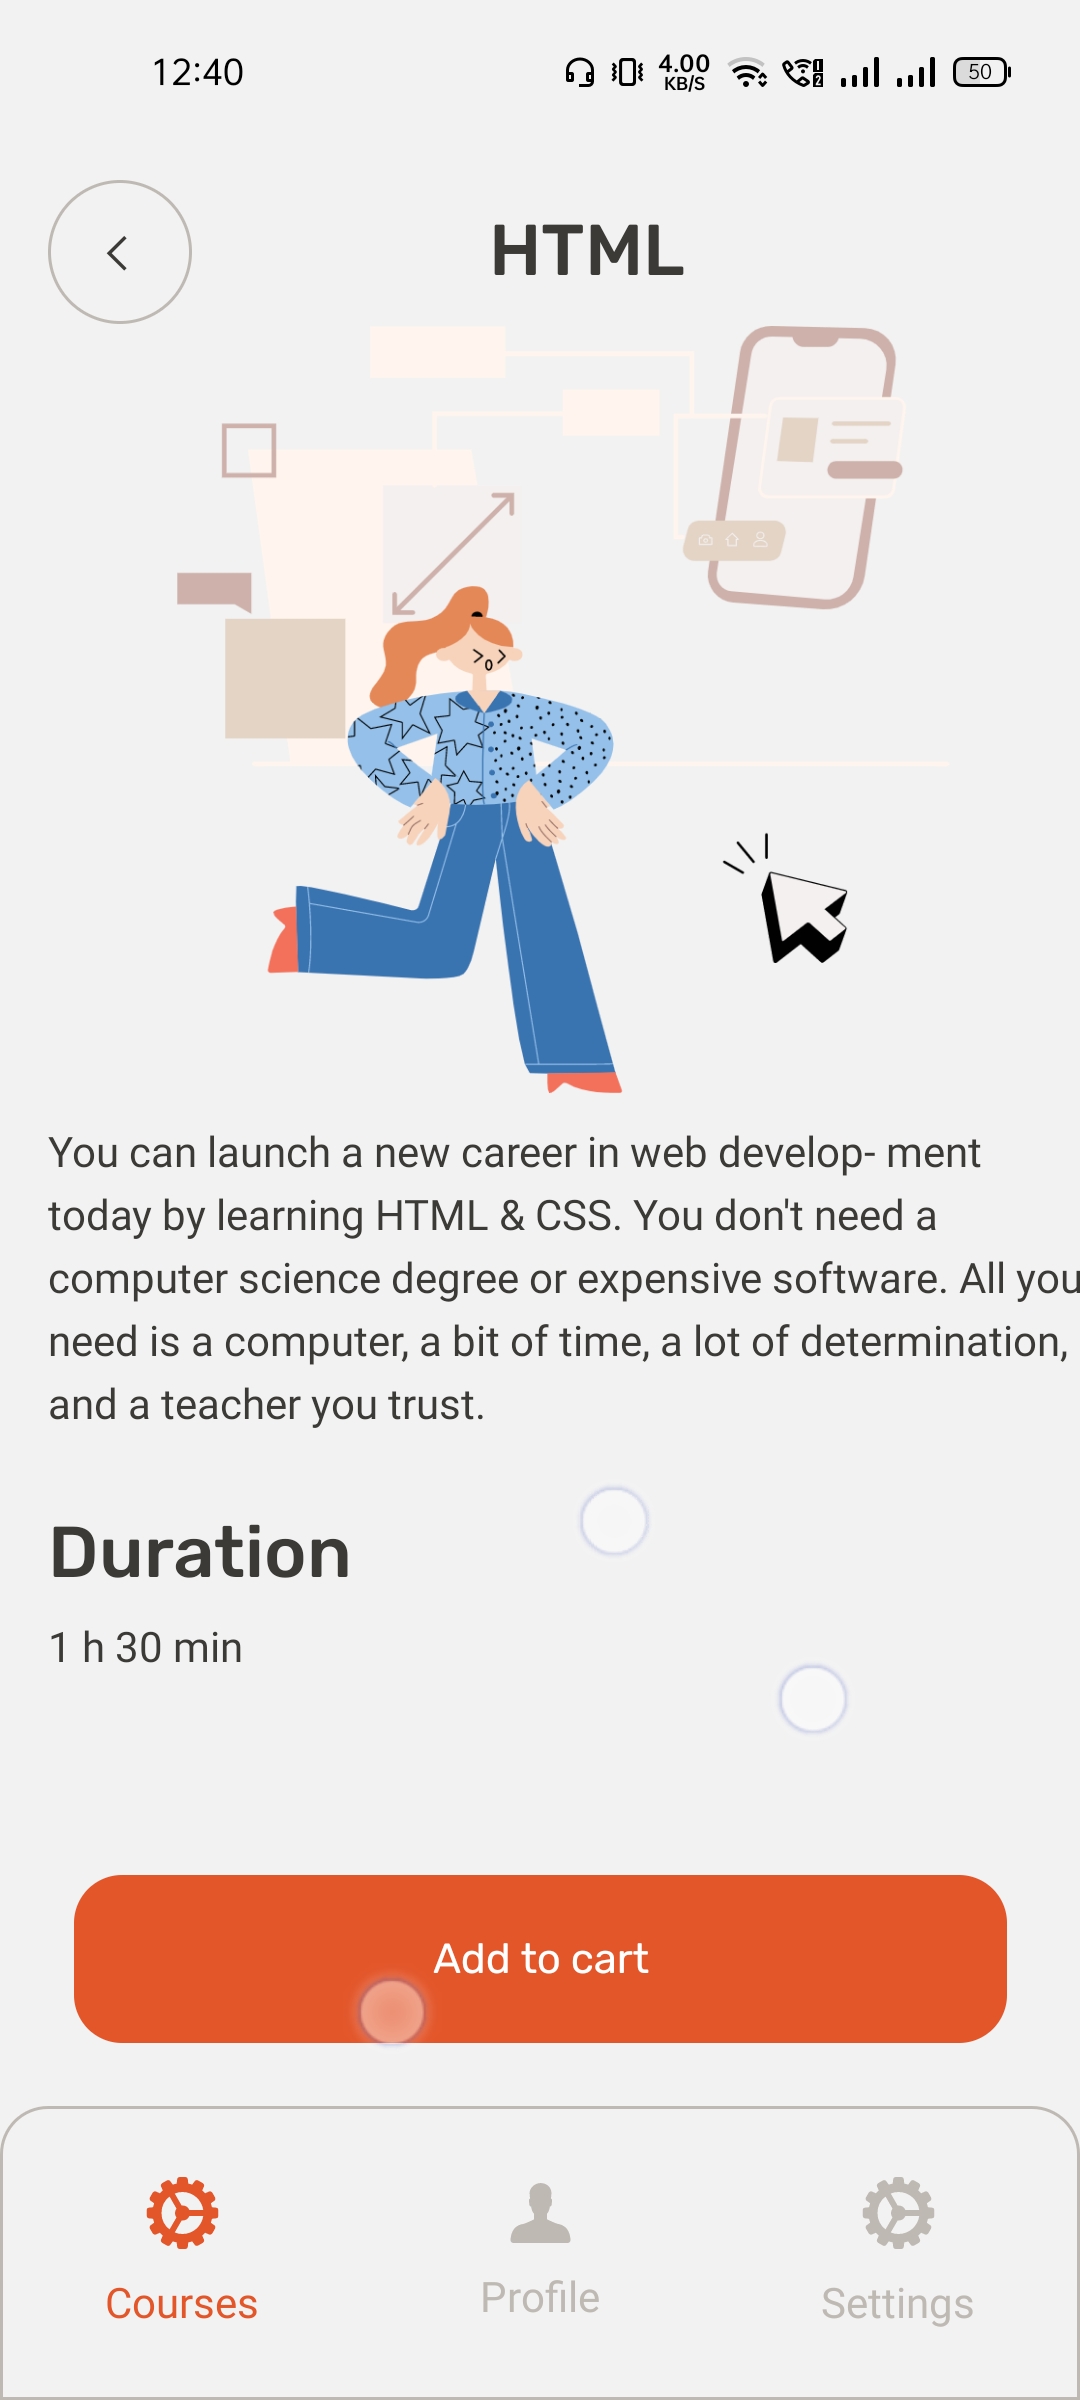 12:40
4.00
KB/S
1
2
50
HTML
You can launch a new career in web develop- ment
today by learning HTML & CSS. You don't need a
computer science degree or expensive software. All you
need is a computer, a bit of time, a lot of determination,
and a teacher you trust.
Duration
1 h 30 min
Add to cart
Courses
Profile
Settings